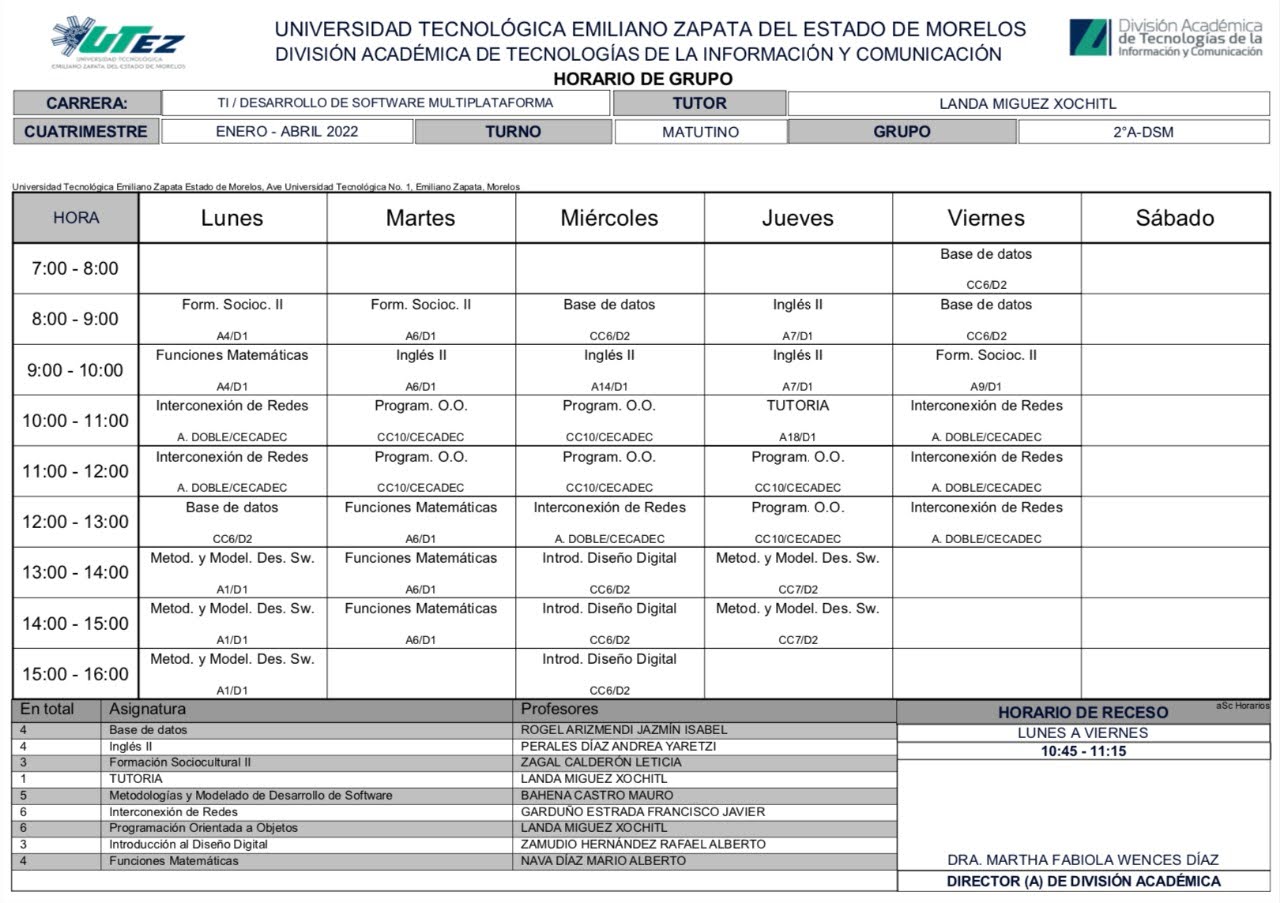 UTEZ
UNIVERSIDAD TECNOLÓGICA
EMILIANO ZAPATA DEL ESTADO DE MORELOS
UNIVERSIDAD TECNOLÓGICA EMILIANO ZAPATA DEL ESTADO DE MORELOS
DIVISIÓN ACADÉMICA DE TECNOLOGÍAS DE LA INFORMACIÓN Y COMUNICACIÓN
HORARIO DE GRUPO
División Académica
de Tecnologías de la
Información y Comunicación
CARRERA: TI / DESARROLLO DE SOFTWARE MULTIPLATAFORMA TUTOR LANDA MIGUEZ XOCHITL
CUATRIMESTRE ENERO - ABRIL 2022 TURNO MATUTINO GRUPO 2°A-DSM
Universidad Tecnológica Emiliano Zapata Estado de Morelos, Ave Universidad Tecnológica No. 1, Emiliano Zapata, Morelos
HORA Lunes Martes Miércoles Jueves Viernes Sábado
7:00 - 8:00 Base de datos
CC6/D2
8:00 - 9:00 Form. Socioc. II Form. Socioc. II Base de datos Inglés II Base de datos
A4/D1 A6/D1 CC6/D2 A7/D1 CC6/D2
9:00 - 10:00 Funciones Matemáticas Inglés II Inglés II Inglés II Form. Socioc. II
A4/D1 A6/D1 A14/D1 A7/D1 A9/D1
10:00 - 11:00 Interconexión de Redes Program. O.O. Program. O.O. TUTORIA Interconexión de Redes
A. DOBLE/CECADEC CC10/CECADEC CC10/CECADEC A18/D1 A. DOBLE/CECADEC
11:00 - 12:00 Interconexión de Redes Program. O.O. Program. O.O. Program. O.O. Interconexión de Redes
A. DOBLE/CECADEC CC10/CECADEC CC10/CECADEC CC10/CECADEC A. DOBLE/CECADEC
12:00 - 13:00 Base de datos Funciones Matemáticas Interconexión de Redes Program. O.O. Interconexión de Redes
CC6/D2 A6/D1 A. DOBLE/CECADEC CC10/CECADEC A. DOBLE/CECADEC
13:00 - 14:00 Metod. y Model. Des. Sw. Funciones Matemáticas Introd. Diseño Digital Metod. y Model. Des. Sw.
A1/D1 A6/D1 CC6/D2 CC7/D2
14:00 - 15:00 Metod. y Model. Des. Sw. Funciones Matemáticas Introd. Diseño Digital Metod. y Model. Des. Sw.
A1/D1 A6/D1 CC6/D2 CC7/D2
15:00 - 16:00 Metod. y Model. Des. Sw. Introd. Diseño Digital
A1/D1 CC6/D2
En total Asignatura Profesores
4 Base de datos ROGEL ARIZMENDI JAZMÍN ISABEL
4 Inglés II PERALES DÍAZ ANDREA YARETZI
3 Formación Sociocultural II ZAGAL CALDERÓN LETICIA
1 TUTORIA LANDA MIGUEZ XOCHITL
5 Metodologías y Modelado de Desarrollo de Software BAHENA CASTRO MAURO
6 Interconexión de Redes GARDUÑO ESTRADA FRANCISCO JAVIER
6 Programación Orientada a Objetos LANDA MIGUEZ XOCHITL
3 Introducción al Diseño Digital ZAMUDIO HERNÁNDEZ RAFAEL ALBERTO
4 Funciones Matemáticas NAVA DÍAZ MARIO ALBERTO
aSc Horarios
HORARIO DE RECESO
LUNES A VIERNES
10:45 - 11:15
DRA. MARTHA FABIOLA WENCES DÍAZ
DIRECTOR (A) DE DIVISIÓN ACADÉMICA